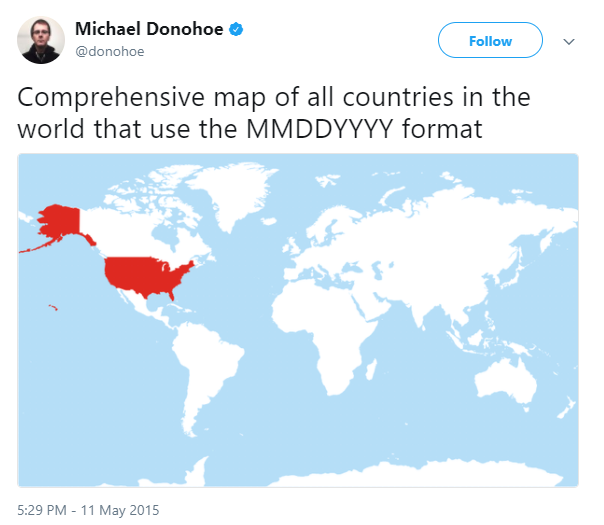 Michael Donohoe
@donohoe
Follow
Comprehensive map of all countries in the
world that use the MMDDYYYY format
5:29 PM - 11 May 2015